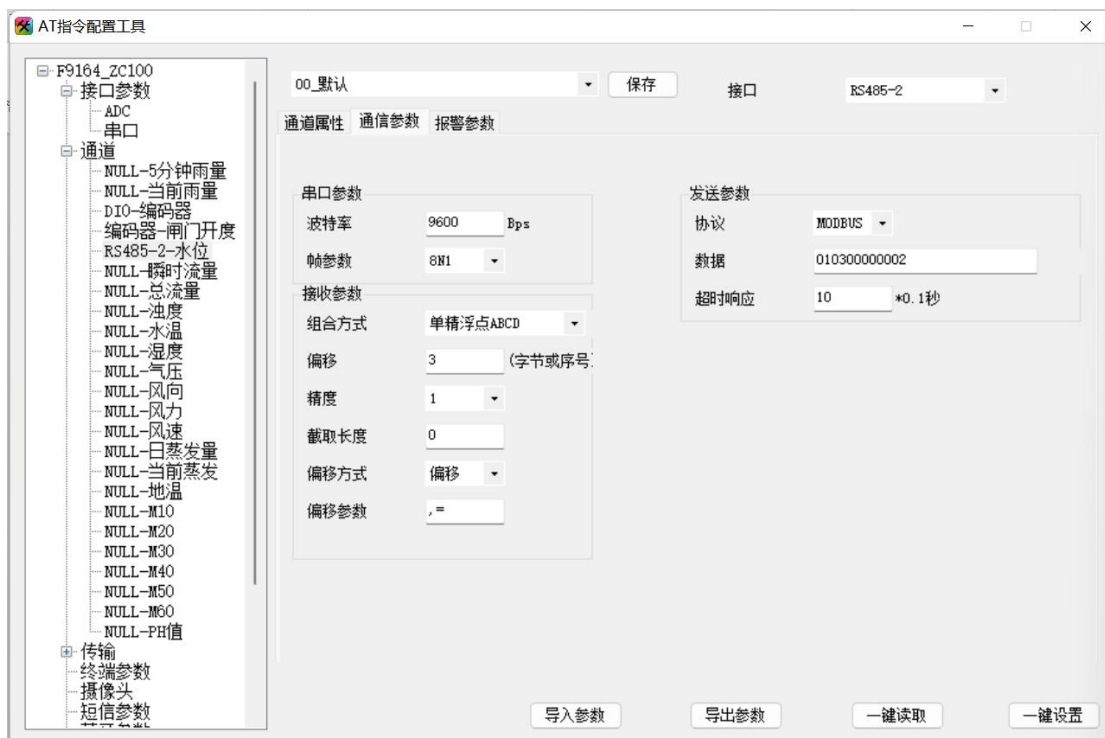 AT指令配置工具
F9164_ZC100
接口参数
ADC
串口
通道
NULL-5分钟雨量
NULL-当前雨量
DIO-编码器
编码器-闸门开度
RS485-2-水位
NULL-瞬时流量
NULL-总流量
NULL-浊度
NULL-水温
NULL-湿度
NULL-气压
NULL-风向
NULL-风力
NULL-风速
NULL-日蒸发量
NULL-当前蒸发
NULL-地温
NULL-M10
NULL-M20
NULL-M30
NULL-M40
NULL-M50
NULL-M60
NULL-PH值
传输
终端参数
摄像头
短信参数
00_默认 保存 接口 RS485-2
通道属性 通信参数 报警参数
串口参数
波特率 9600 Bps
帧参数 8N1
接收参数
组合方式 单精浮点ABCD
偏移 3 (字节或序号)
精度 1
截取长度 0
偏移方式 偏移
偏移参数 ,=
发送参数
协议 MODBUS
数据 010300000002
超时响应 10 *0.1秒
导入参数 导出参数 一键读取 一键设置